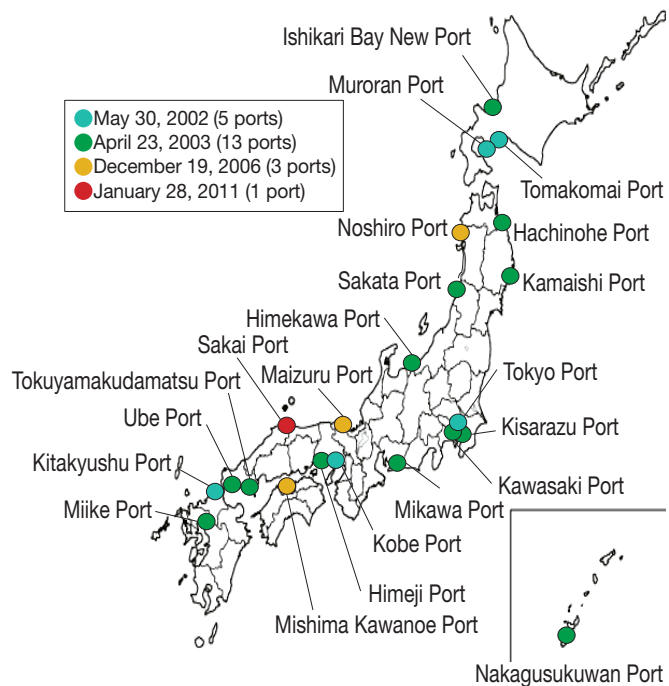 Ishikari Bay New Port
Muroran Port
May 30, 2002 (5 ports)
April 23, 2003 (13 ports)
December 19, 2006 (3 ports)
January 28, 2011 (1 port)
Tomakomai Port
Noshiro Port
Hachinohe Port
Sakata Port
Kamaishi Port
Himekawa Port
Sakai Port
Maizuru Port
Tokyo Port
Tokuyamakudamatsu Port
Ube Port
Kisarazu Port
Kitakyushu Port
Kawasaki Port
Mikawa Port
Miike Port
Kobe Port
Himeji Port
Mishima Kawanoe Port
Nakagusukuwan Port